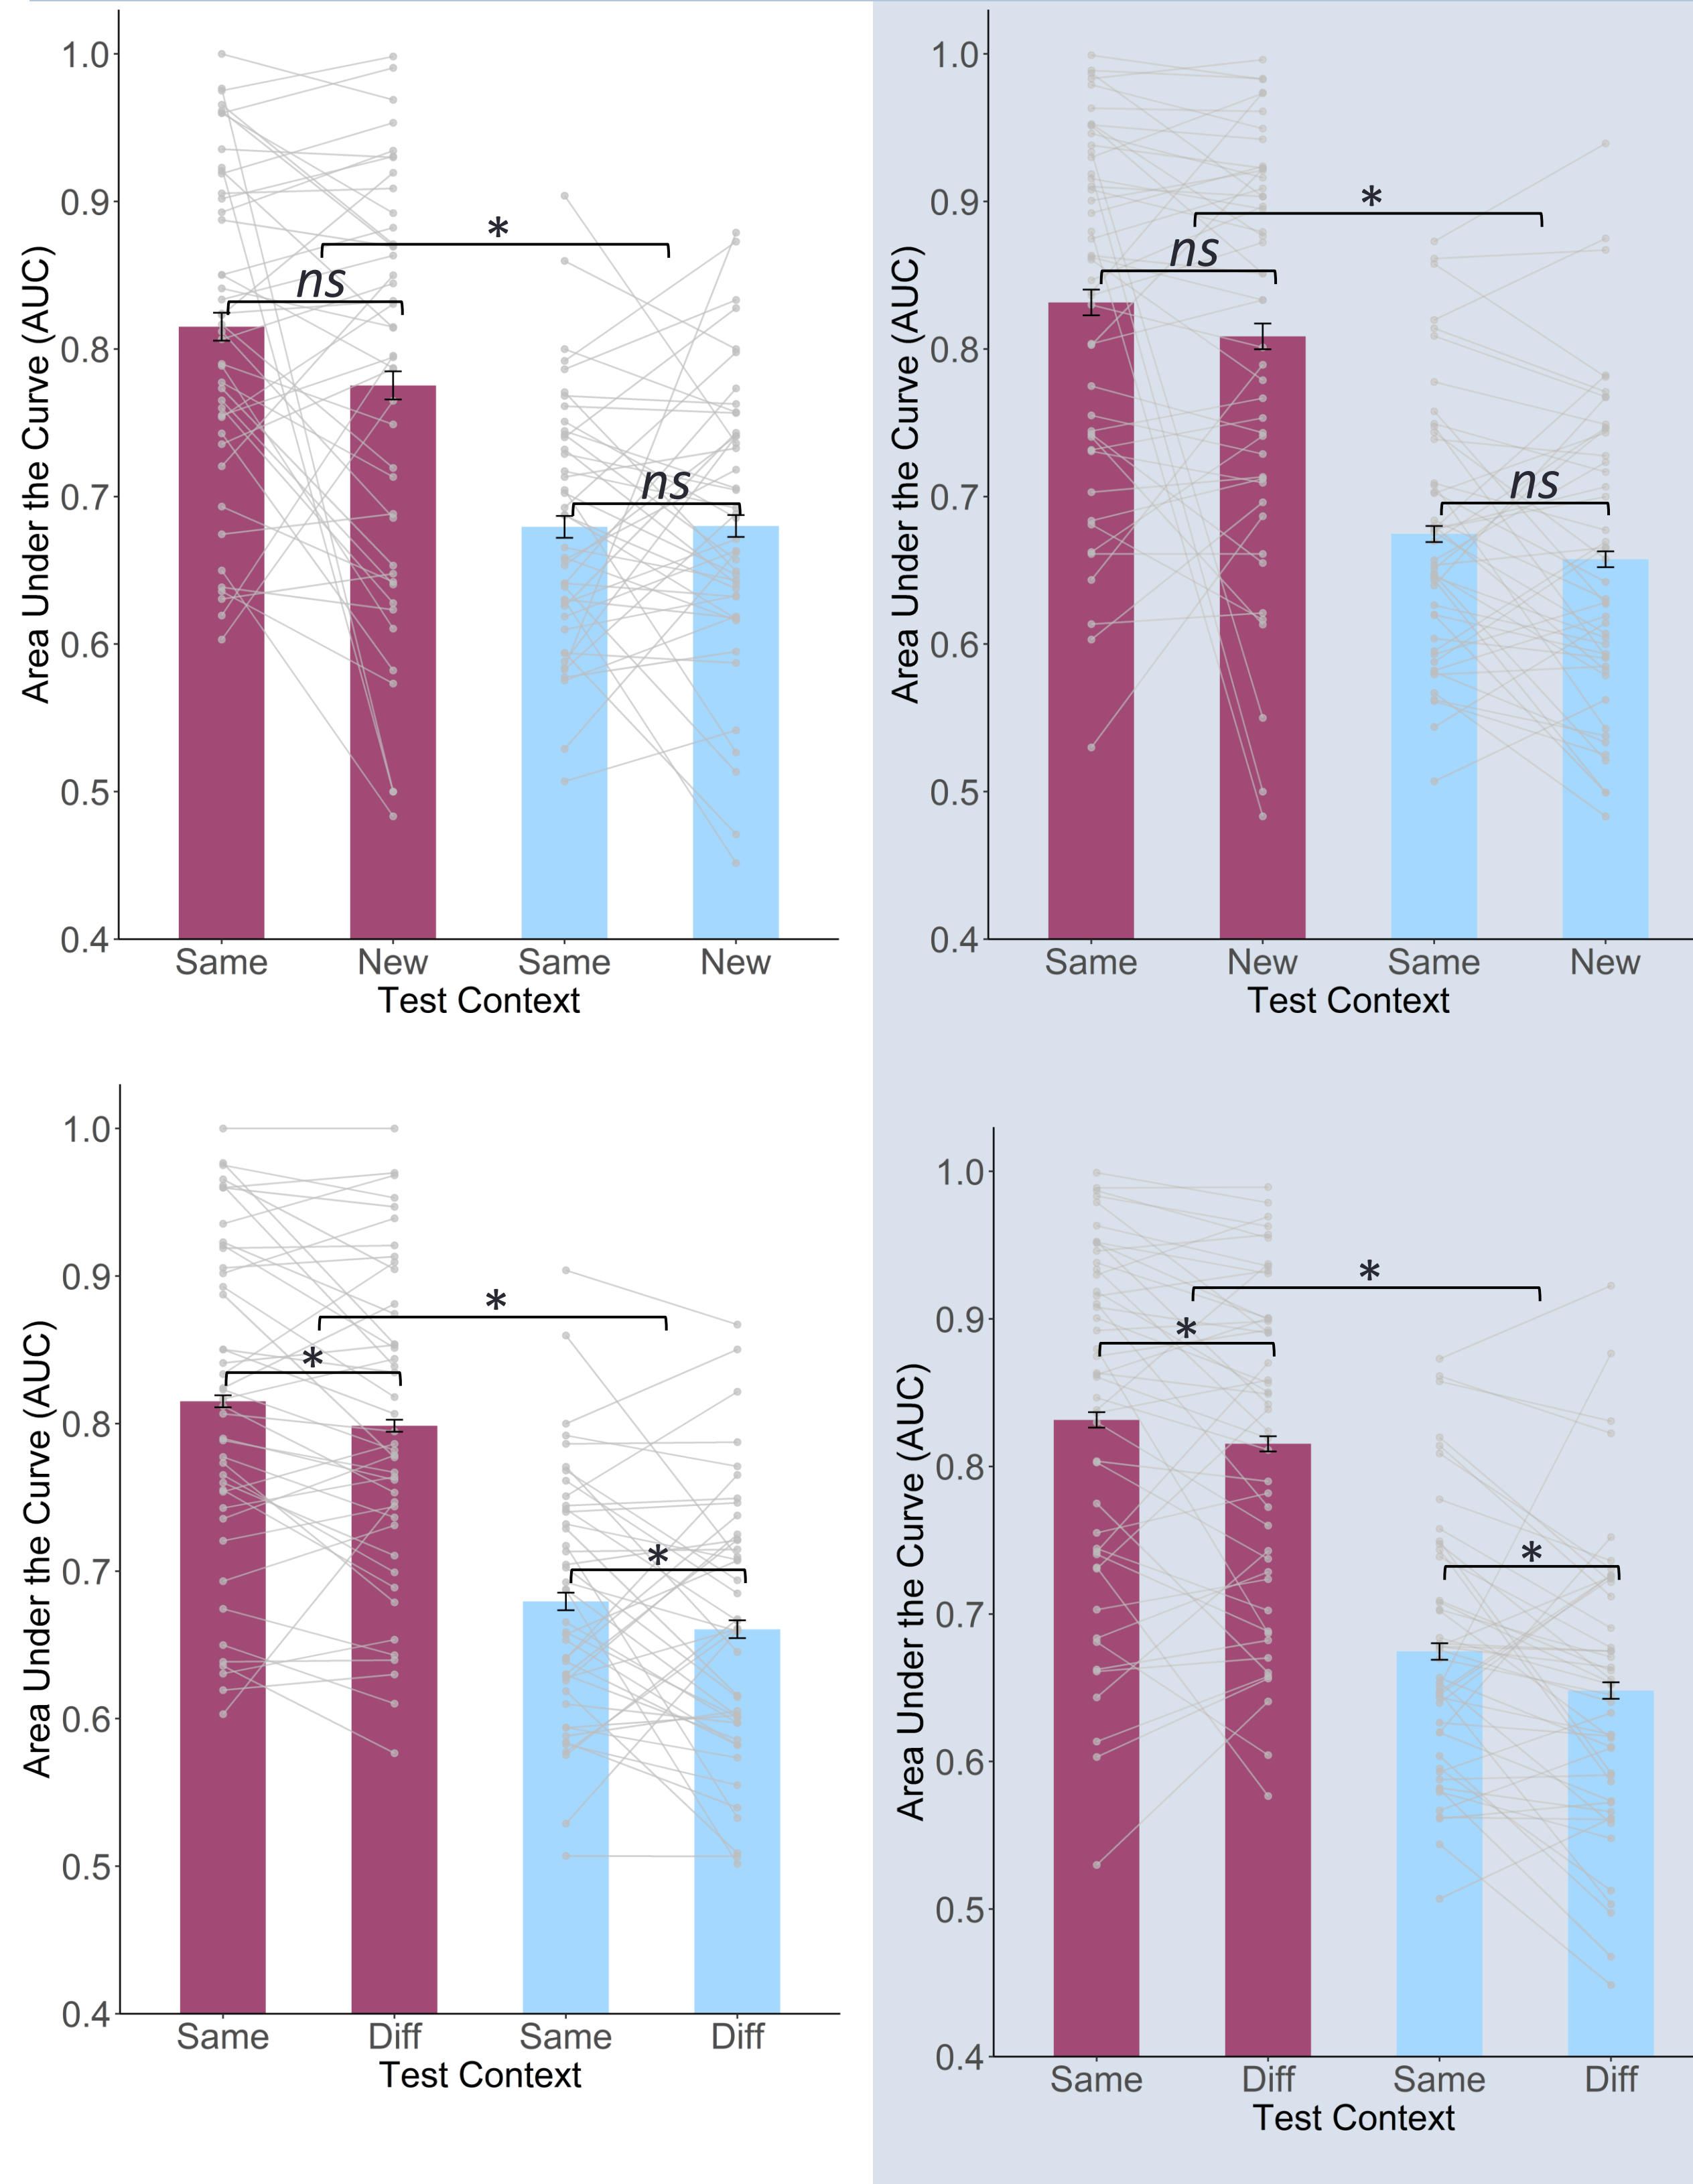 Area Under the Curve (AUC)
1.0
0.9
0.8
0.7
0.6
0.5
0.4
*
ns
ns
Same New Same New
Test Context
Area Under the Curve (AUC)
1.0
0.9
0.8
0.7
0.6
0.5
0.4
*
ns
ns
Same New Same New
Test Context
Area Under the Curve (AUC)
1.0
0.9
0.8
0.7
0.6
0.5
0.4
*
*
*
Same Diff Same Diff
Test Context
Area Under the Curve (AUC)
1.0
0.9
0.8
0.7
0.6
0.5
0.4
*
*
*
Same Diff Same Diff
Test Context